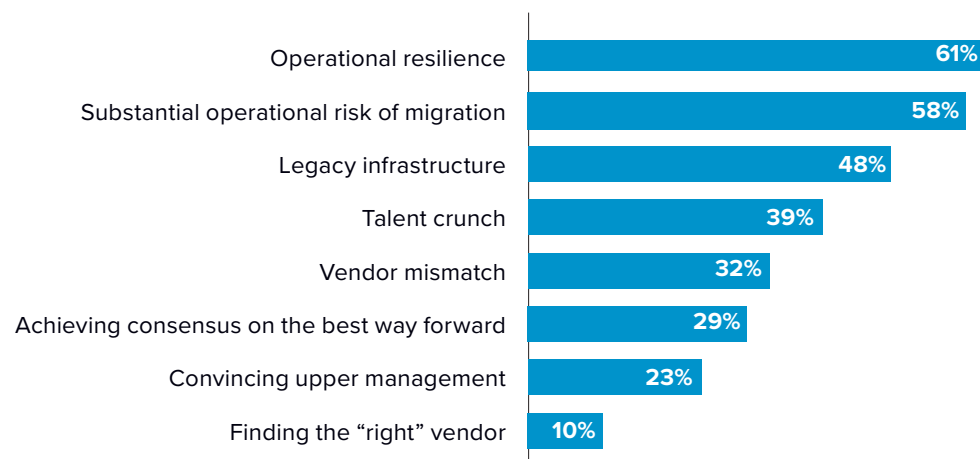 Operational resilience 61%
Substantial operational risk of migration 58%
Legacy infrastructure 48%
Talent crunch 39%
Vendor mismatch 32%
Achieving consensus on the best way forward 29%
Convincing upper management 23%
Finding the “right” vendor 10%